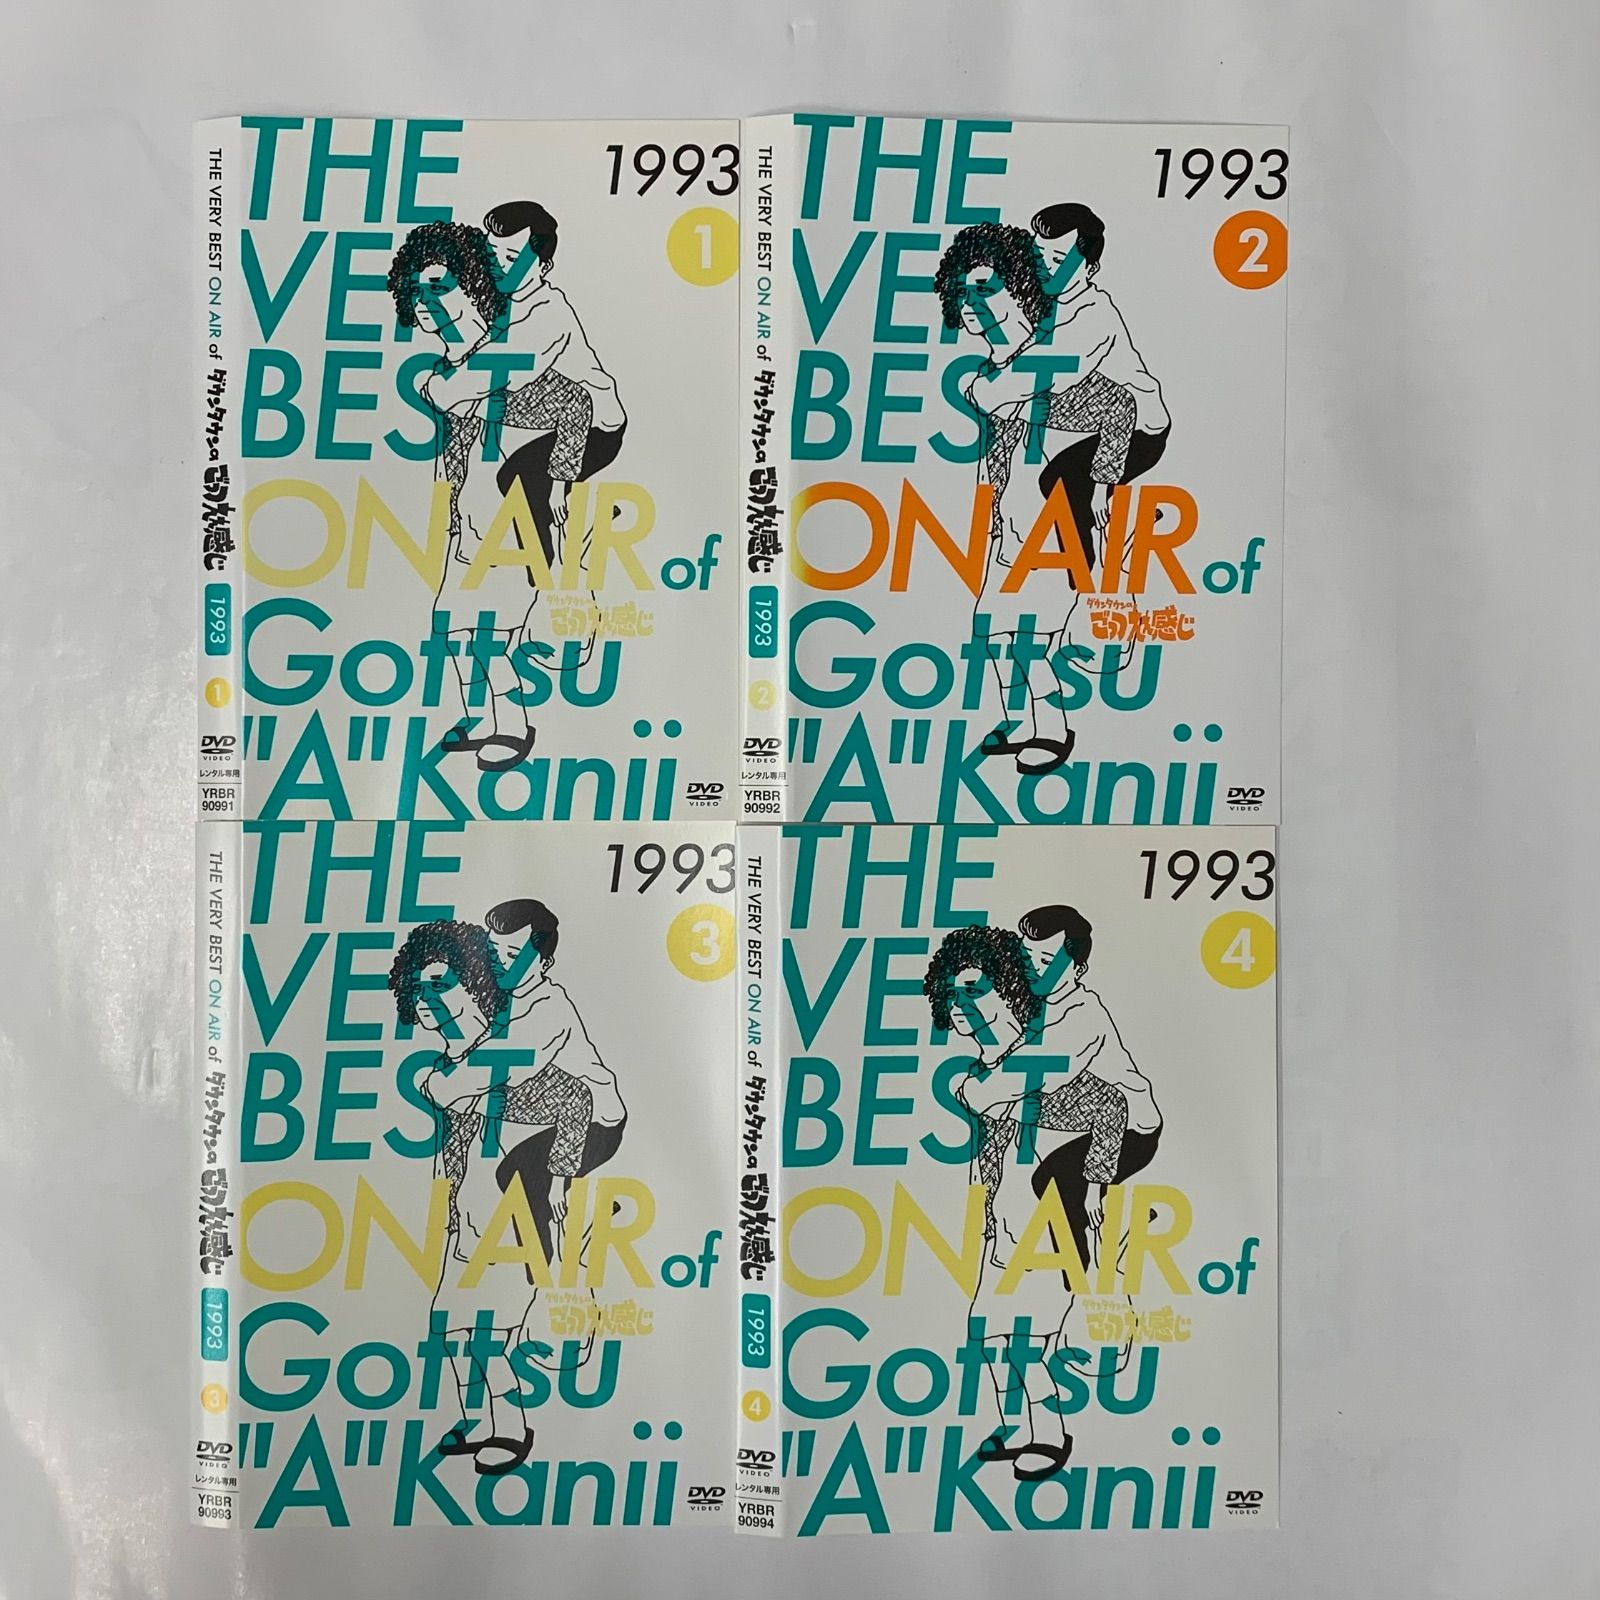 THE VERY BEST ON AIR of ダウンタウンのごっつええ感じ
1993
1
DVD
VIDEO
レンタル専用
YRBR
90991
THE
VERY
BEST
ON AIR of
ダウンタウンの
ごっつええ感じ
Gottsu
"A"Kanii
1993
1
DVD
VIDEO
THE VERY BEST ON AIR of ダウンタウンのごっつええ感じ
1993
2
DVD
VIDEO
レンタル専用
YRBR
90992
THE
VERY
BEST
ON AIR of
ダウンタウンの
ごっつええ感じ
Gottsu
"A"Kanii
1993
2
DVD
VIDEO
THE VERY BEST ON AIR of ダウンタウンのごっつええ感じ
1993
3
DVD
VIDEO
レンタル専用
YRBR
90993
THE
VERY
BEST
ON AIR of
ダウンタウンの
ごっつええ感じ
Gottsu
"A"Kanii
1993
3
DVD
VIDEO
THE VERY BEST ON AIR of ダウンタウンのごっつええ感じ
1993
4
DVD
VIDEO
レンタル専用
YRBR
90994
THE
VERY
BEST
ON AIR of
ダウンタウンの
ごっつええ感じ
Gottsu
"A"Kanii
1993
4
DVD
VIDEO